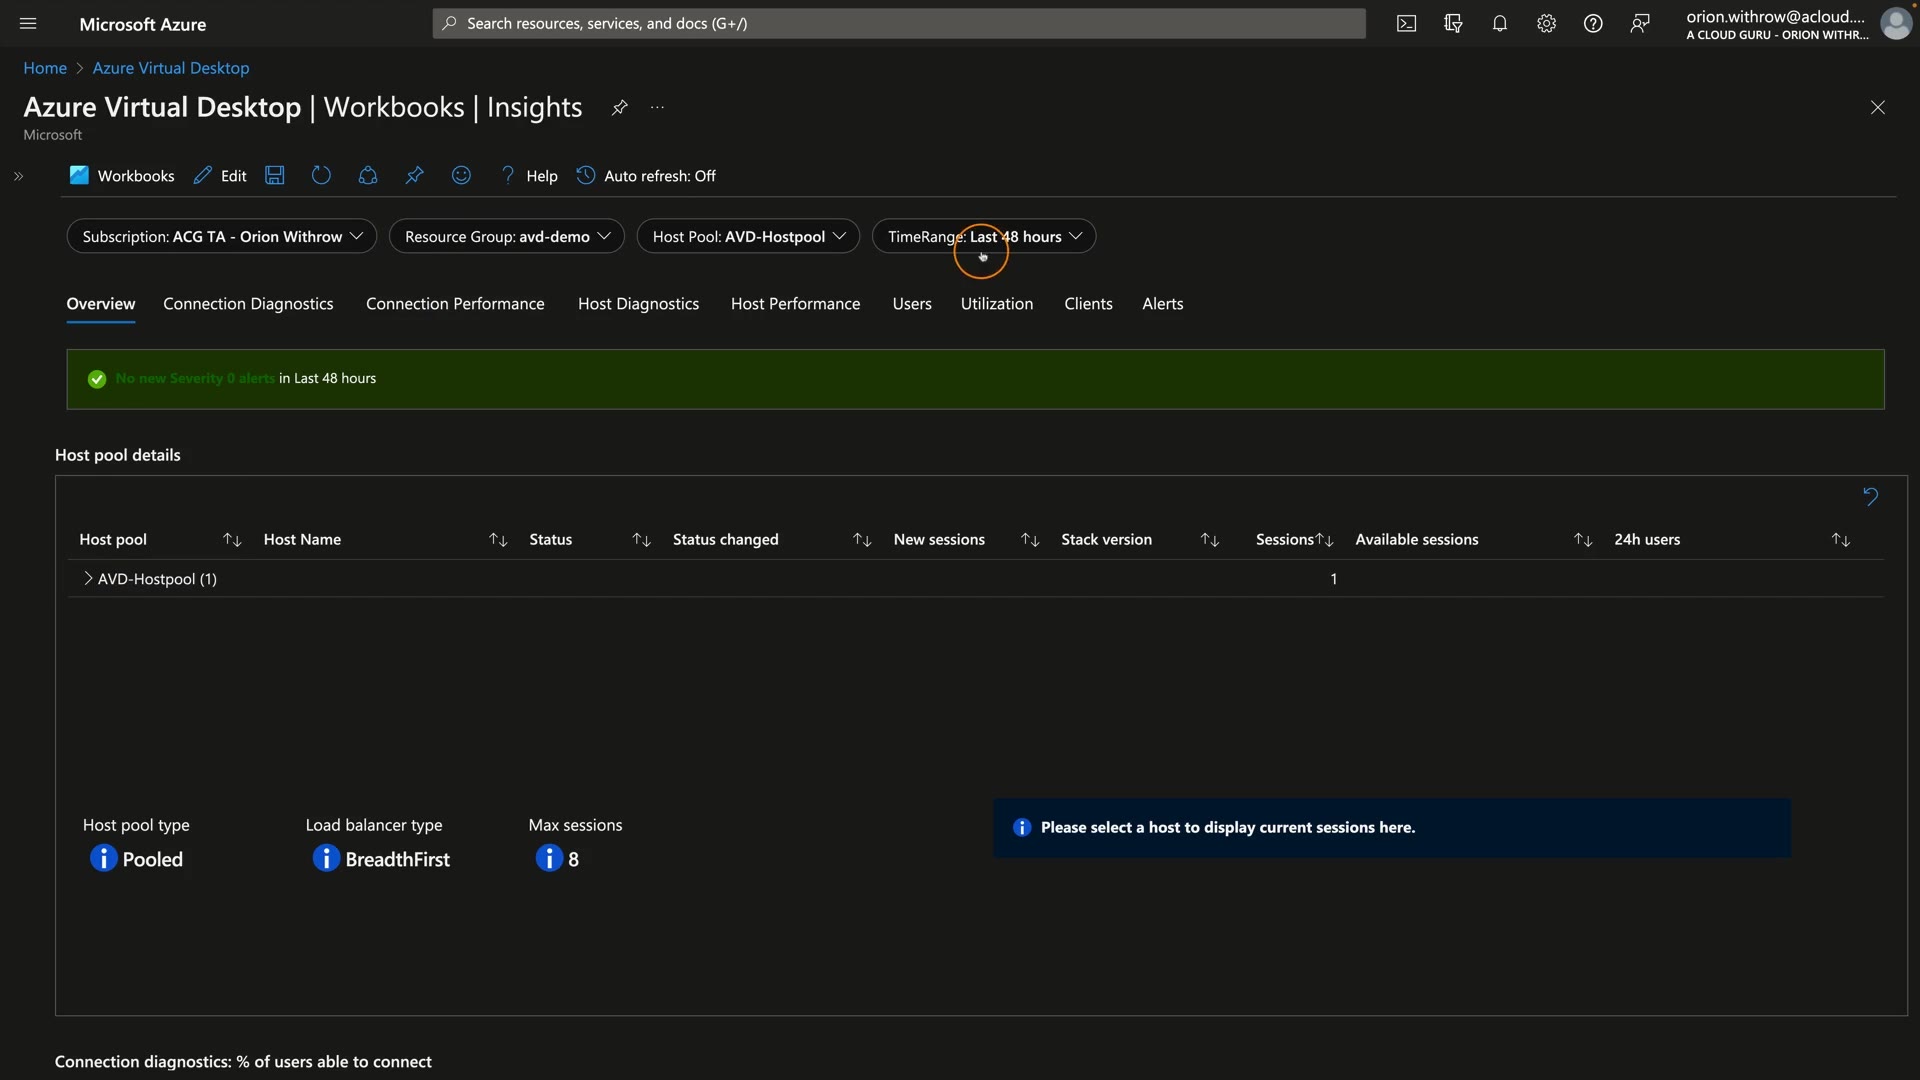 Microsoft Azure
Search resources, services, and docs (G+/)
orion.withrow@acloud....
A CLOUD GURU - ORION WITHR...
Home > Azure Virtual Desktop
Azure Virtual Desktop | Workbooks | Insights ...
Microsoft
Workbooks Edit Help Auto refresh: Off
Subscription: ACG TA - Orion Withrow Resource Group: avd-demo Host Pool: AVD-Hostpool TimeRange: Last 48 hours
Overview Connection Diagnostics Connection Performance Host Diagnostics Host Performance Users Utilization Clients Alerts
No new Severity 0 alerts in Last 48 hours
Host pool details
Host pool Host Name Status Status changed New sessions Stack version Sessions Available sessions 24h users
AVD-Hostpool (1) 1
Host pool type Load balancer type Max sessions
Pooled BreadthFirst 8
Please select a host to display current sessions here.
Connection diagnostics: % of users able to connect